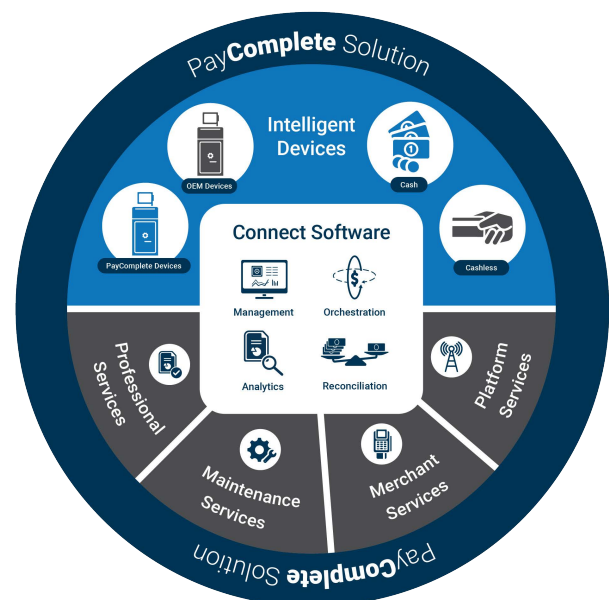 PayComplete Solution
Intelligent
Devices
OEM Devices
Cash
PayComplete Devices
Cashless
Connect Software
Management
Orchestration
Analytics
Reconciliation
Professional
Services
Maintenance
Services
Merchant
Services
Platform
Services
PayComplete Solution